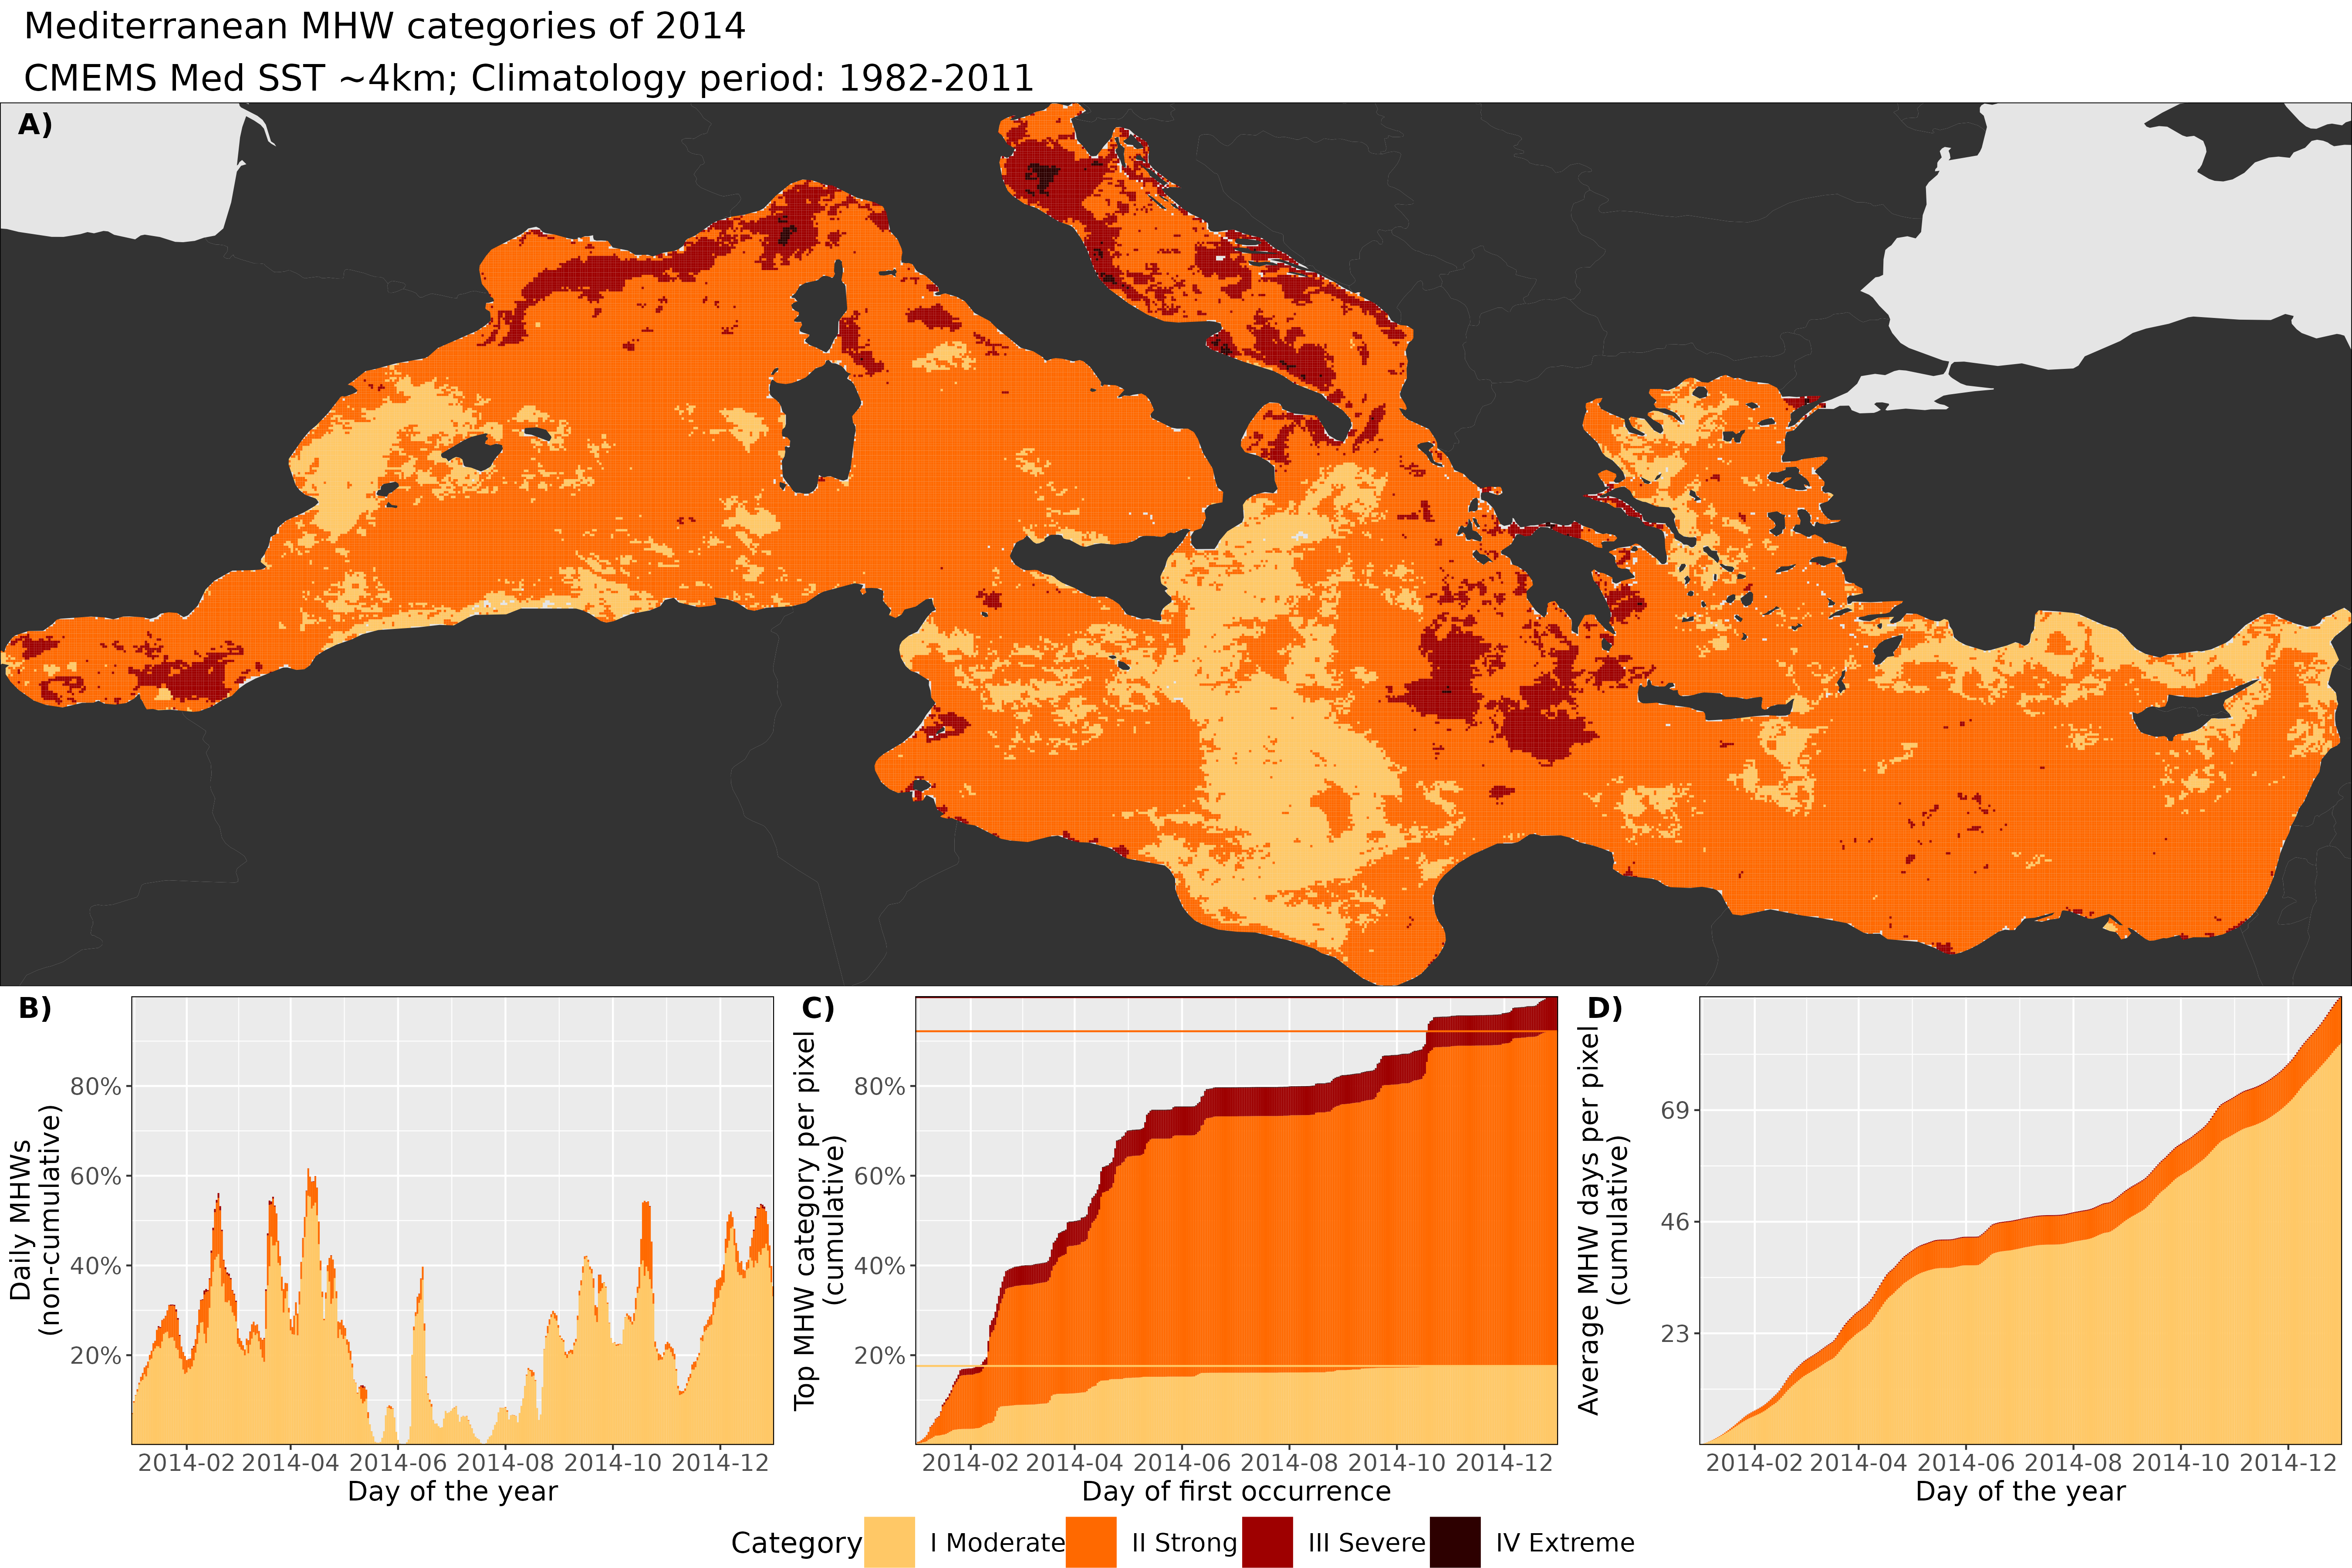 Mediterranean MHW categories of 2014
CMEMS Med SST ~4km; Climatology period: 1982-2011
A)
B)
Daily MHWs
(non-cumulative)
80%
60%
40%
20%
2014-02 2014-04 2014-06 2014-08 2014-10 2014-12
Day of the year
C)
Top MHW category per pixel
(cumulative)
80%
60%
40%
20%
2014-02 2014-04 2014-06 2014-08 2014-10 2014-12
Day of first occurrence
D)
Average MHW days per pixel
(cumulative)
69
46
23
2014-02 2014-04 2014-06 2014-08 2014-10 2014-12
Day of the year
Category I Moderate II Strong III Severe IV Extreme